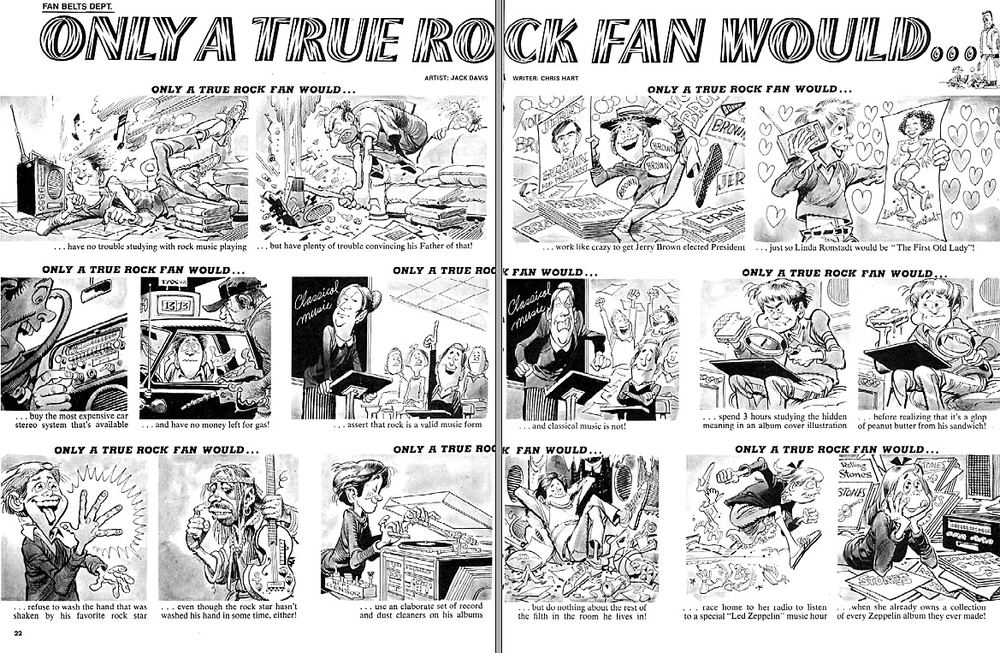 FAN BELTS DEPT.
ONLY A TRUE ROCK FAN WOULD...
ARTIST: JACK DAVIS WRITER: CHRIS HART
ONLY A TRUE ROCK FAN WOULD...
...have no trouble studying with rock music playing
...but have plenty of trouble convincing his Father of that!
ONLY A TRUE ROCK FAN WOULD...
BROWN
BROWN
JER
...work like crazy to get Jerry Brown elected President
Linda
Ronstadt
...just so Linda Ronstadt would be "The First Old Lady"!
ONLY A TRUE ROCK FAN WOULD...
...buy the most expensive car
stereo system that's available
...and have no money left for gas!
ONLY A TRUE ROCK FAN WOULD...
Classical
music
...assert that rock is a valid music form
Classical
music
...and classical music is not!
ONLY A TRUE ROCK FAN WOULD...
...spend 3 hours studying the hidden
meaning in an album cover illustration
...before realizing that it's a glop
of peanut butter from his sandwich!
ONLY A TRUE ROCK FAN WOULD...
...refuse to wash the hand that was
shaken by his favorite rock star
...even though the rock star hasn't
washed his hand in some time, either!
ONLY A TRUE ROCK FAN WOULD...
...use an elaborate set of record
and dust cleaners on his albums
...but do nothing about the rest of
the filth in the room he lives in!
ONLY A TRUE ROCK FAN WOULD...
...race home to her radio to listen
to a special "Led Zeppelin" music hour
Rolling
Stones
STONES
STONES
STONES
...when she already owns a collection
of every Zeppelin album they ever made!
22